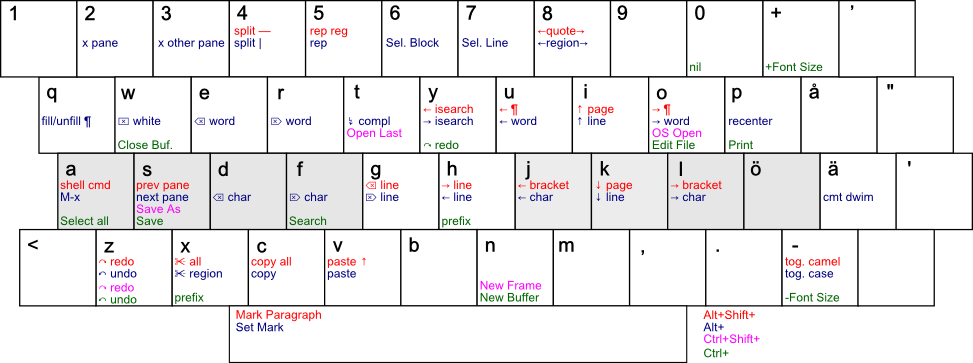 1 2 3 4 5 6 7 8 9 0 + ’
split — rep reg ←quote→
x pane x other pane split | rep Sel. Block Sel. Line ←region→
nil +Font Size
q w e r t y u i o p å "
← isearch ← ¶ ↑ page → ¶
fill/unfill ¶ ⌫ white ⌫ word ⌦ word ↯ compl → isearch ← word ↑ line → word recenter
Open Last OS Open
Close Buf. ↷ redo Edit File Print
a s d f g h j k l ö ä '
shell cmd prev pane ⌫ line → line ← bracket ↓ page → bracket
M-x next pane ⌫ char ⌦ char ⌦ line ← line ← char ↓ line → char cmt dwim
Save As
Select all Save Search prefix
< z x c v b n m , . -
↷ redo ✂ all copy all paste ↑ tog. camel
↶ undo ✂ region copy paste tog. case
↷ redo New Frame
↶ undo prefix New Buffer -Font Size
Mark Paragraph Alt+Shift+
Set Mark Alt+
Ctrl+Shift+
Ctrl+